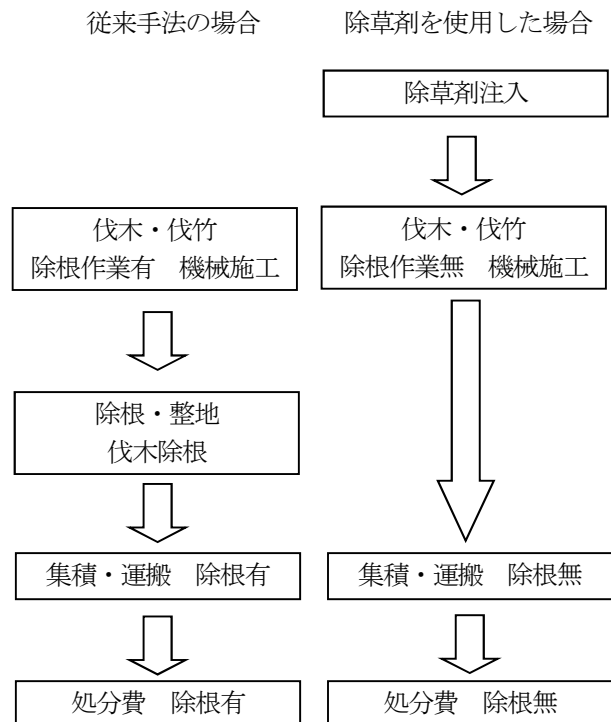 従来手法の場合
伐木・伐竹
除根作業有　機械施工
除根・整地
伐木除根
集積・運搬　除根有
処分費　除根有
除草剤を使用した場合
除草剤注入
伐木・伐竹
除根作業無　機械施工
集積・運搬　除根無
処分費　除根無